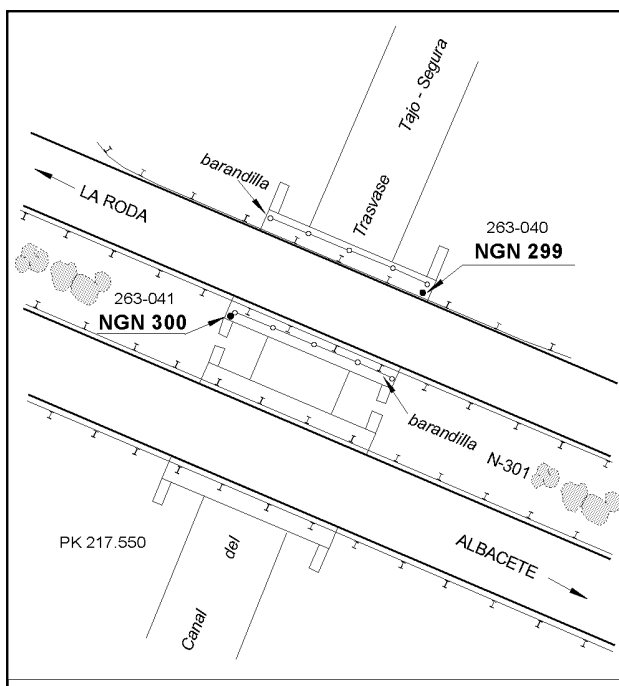 Tajo - Segura
barandilla
LA RODA
Trasvase
263-040
NGN 299
263-041
NGN 300
barandilla
N-301
PK 217.550
del
ALBACETE
Canal